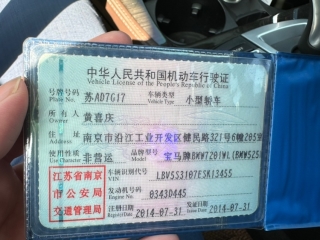 中华人民共和国机动车行驶证
Vehicle License of the People's Republic of China
号牌号码 苏AD7G17 车辆类型 小型轿车
Plate No. Vehicle Type
所有人 黄喜庆
Owner
住址 南京市沿江工业开发区健民路321号6幢205室
Address
使用性质 非营运 品牌型号 宝马牌BMW7201WL(BMW525
Use Character Model
江苏省南京市公安局交通管理局
车辆识别代号 LBV5S3107ESK13455
VIN
发动机号码 0343D445
Engine No.
注册日期 2014-07-31 发证日期 2014-07-31
Register Date Issue Date